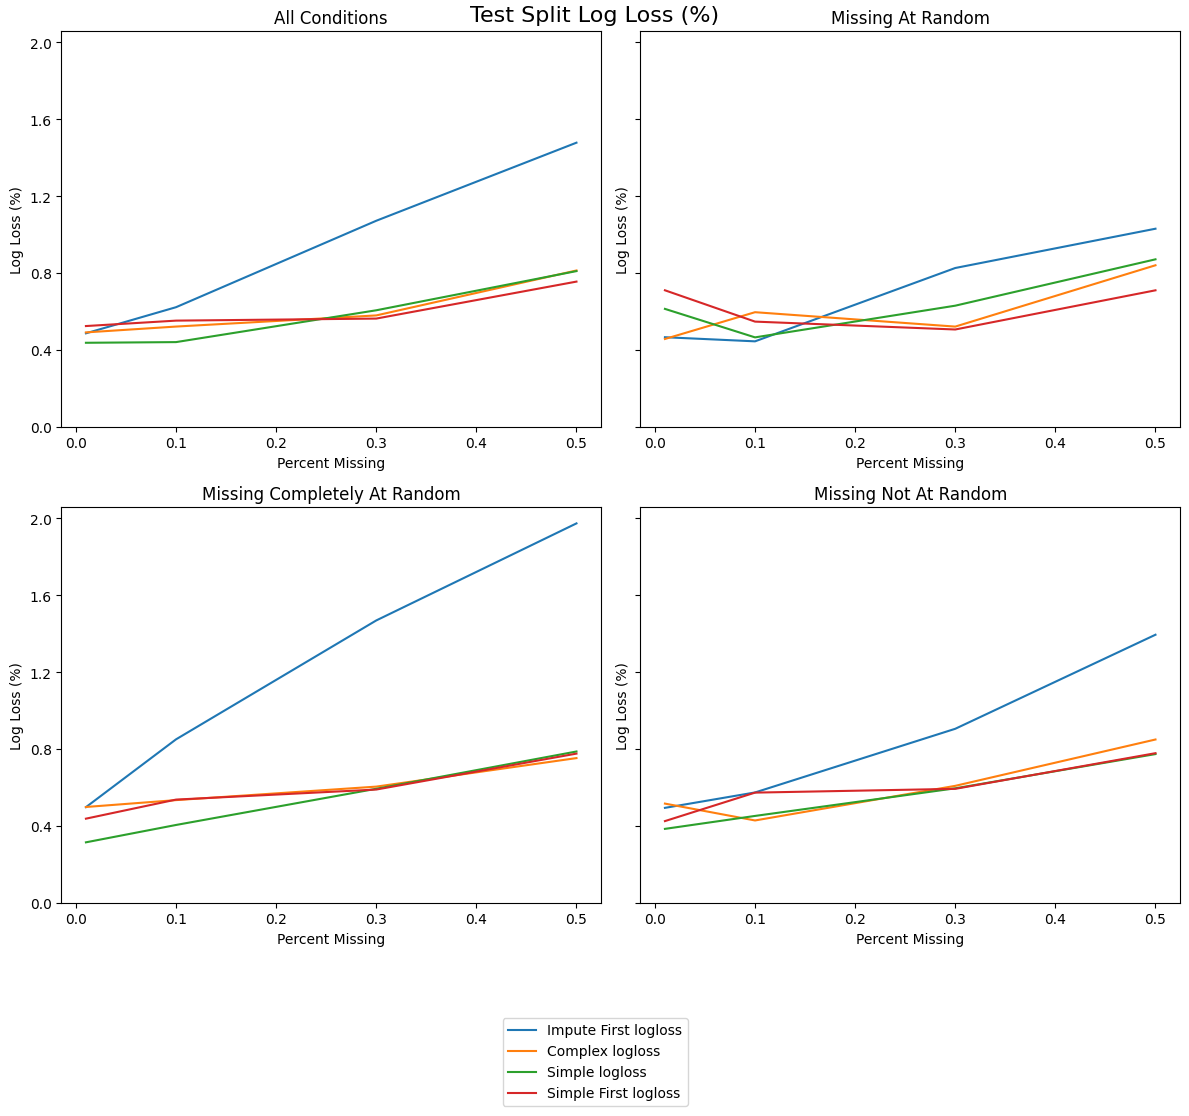 Test Split Log Loss (%)
All Conditions
Log Loss (%)
2.0
1.6
1.2
0.8
0.4
0.0
0.0 0.1 0.2 0.3 0.4 0.5
Percent Missing
Missing At Random
Log Loss (%)
0.0 0.1 0.2 0.3 0.4 0.5
Percent Missing
Missing Completely At Random
Log Loss (%)
2.0
1.6
1.2
0.8
0.4
0.0
0.0 0.1 0.2 0.3 0.4 0.5
Percent Missing
Missing Not At Random
Log Loss (%)
0.0 0.1 0.2 0.3 0.4 0.5
Percent Missing
Impute First logloss
Complex logloss
Simple logloss
Simple First logloss